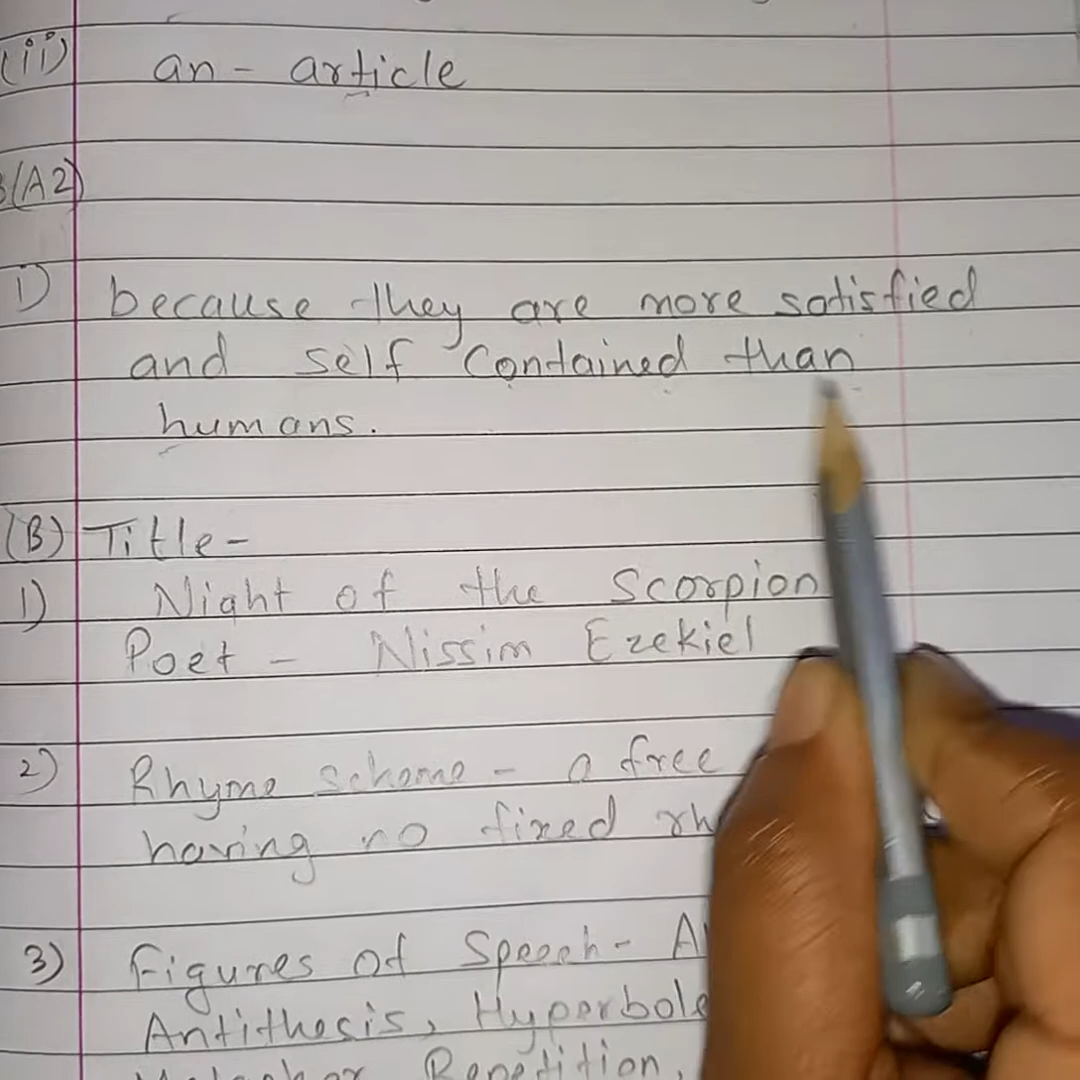 (ii) an - article
(A2)
1) because they are more satisfied
and self contained than
humans.
(B) Title -
1) Night of the Scorpion
Poet - Nissim Ezekiel
2) Rhyme scheme - a free
having no fixed
3) Figures of Speech -
Antithesis, Hyperbole
Repetition,